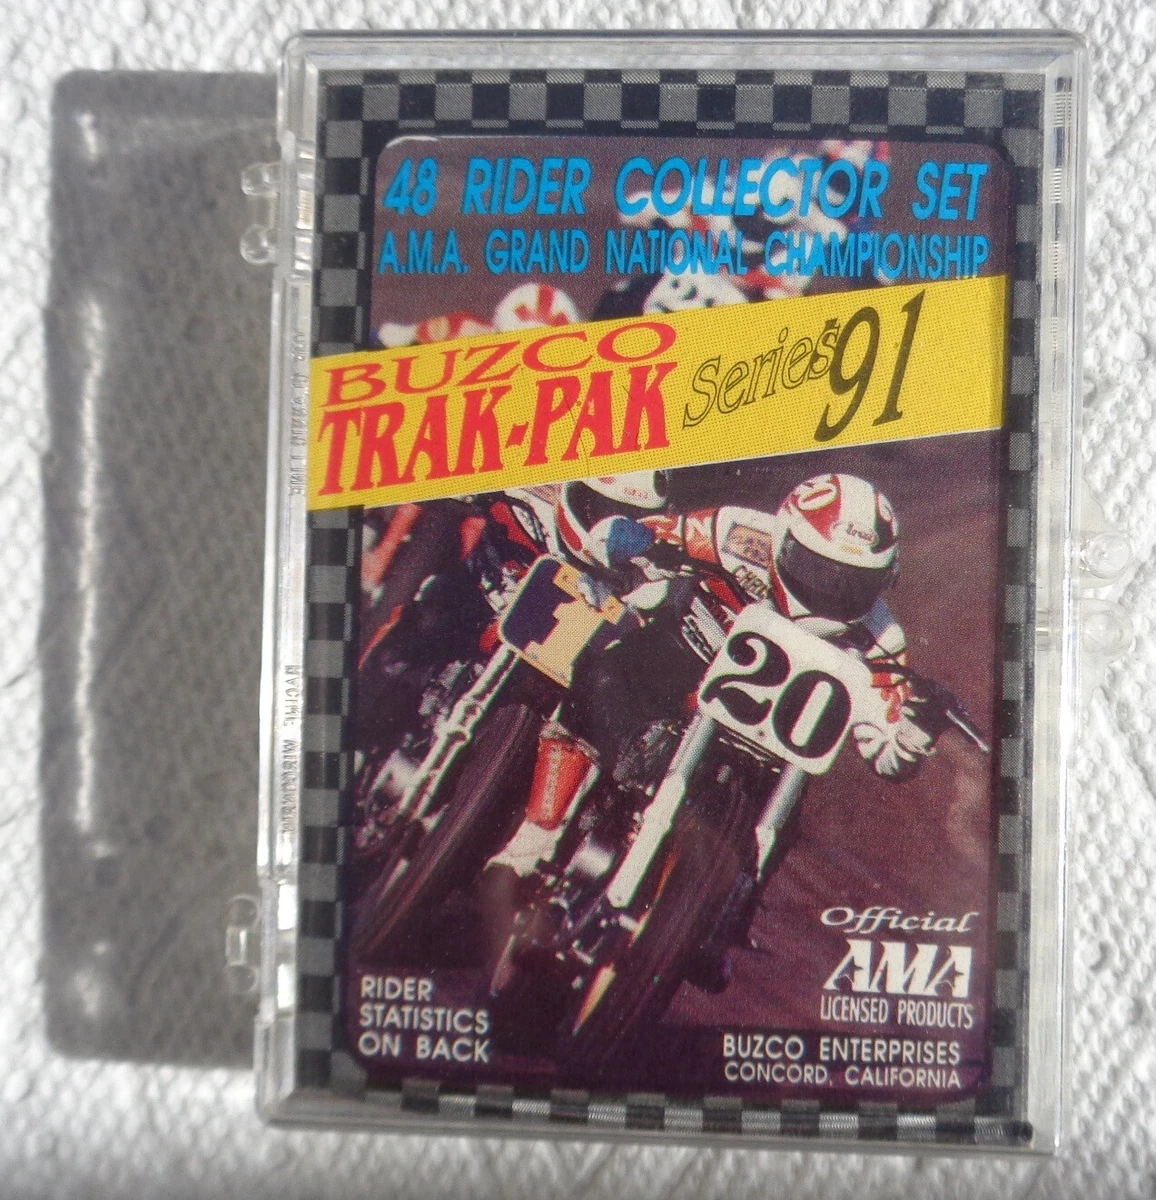 48 RIDER COLLECTOR SET
A.M.A. GRAND NATIONAL CHAMPIONSHIP
BUZCO
TRAK-PAK
Series '91
1
20
Official
AMA
LICENSED PRODUCTS
RIDER
STATISTICS
ON BACK
BUZCO ENTERPRISES
CONCORD, CALIFORNIA